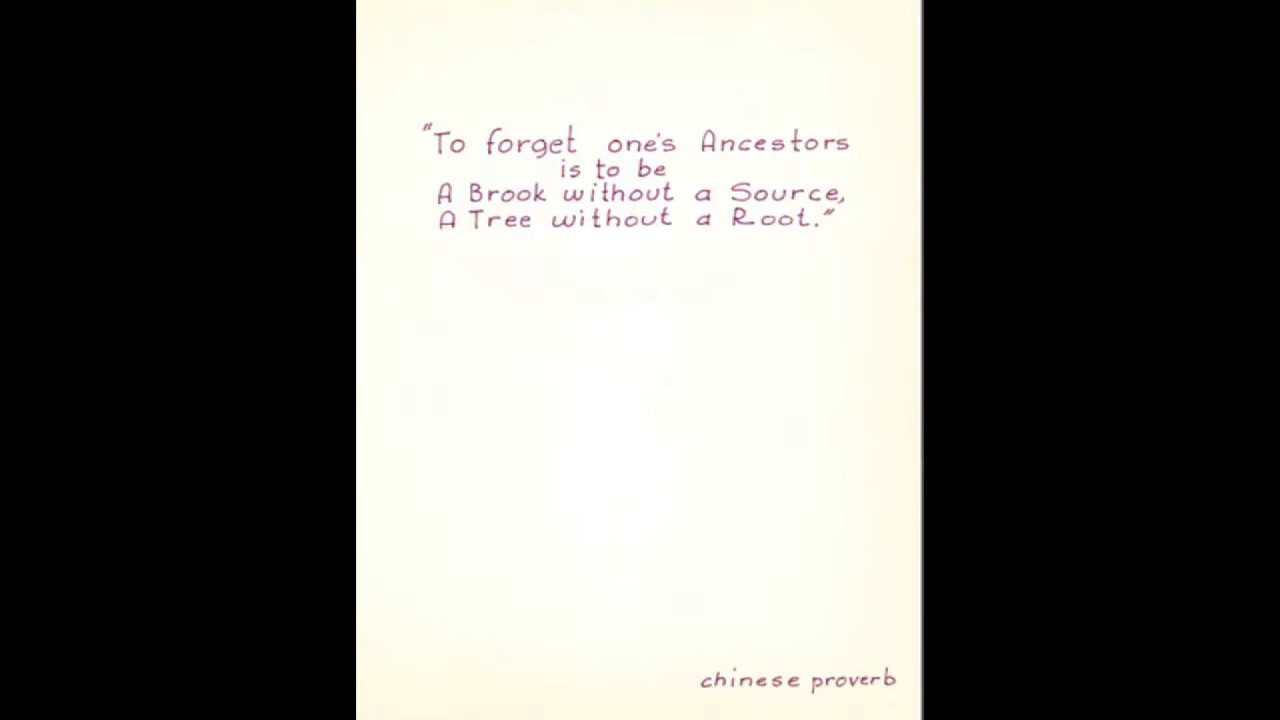 "To forget one's Ancestors
is to be
A Brook without a Source,
A Tree without a Root."
chinese proverb